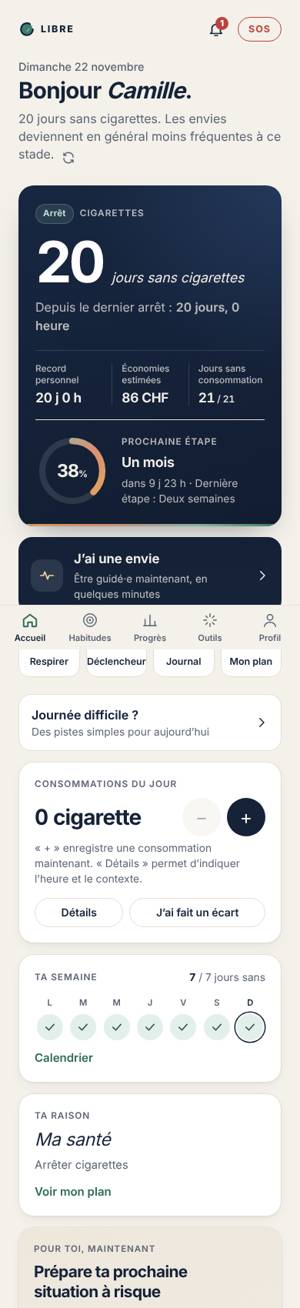 LIBRE
1
SOS
Dimanche 22 novembre
Bonjour Camille.
20 jours sans cigarettes. Les envies
deviennent en général moins fréquentes à ce
stade.
Arrêt CIGARETTES
20 jours sans cigarettes
Depuis le dernier arrêt : 20 jours, 0
heure
Record
personnel
20 j 0 h
Économies
estimées
86 CHF
Jours sans
consommation
21 / 21
38%
PROCHAINE ÉTAPE
Un mois
dans 9 j 23 h · Dernière
étape : Deux semaines
J'ai une envie
Être guidé·e maintenant, en
quelques minutes
Accueil
Habitudes
Progrès
Outils
Profil
Respirer
Déclencheur
Journal
Mon plan
Journée difficile ?
Des pistes simples pour aujourd'hui
CONSOMMATIONS DU JOUR
0 cigarette
− +
« + » enregistre une consommation
maintenant. « Détails » permet d'indiquer
l'heure et le contexte.
Détails
J'ai fait un écart
TA SEMAINE
7 / 7 jours sans
L M M J V S D
Calendrier
TA RAISON
Ma santé
Arrêter cigarettes
Voir mon plan
POUR TOI, MAINTENANT
Prépare ta prochaine
situation à risque